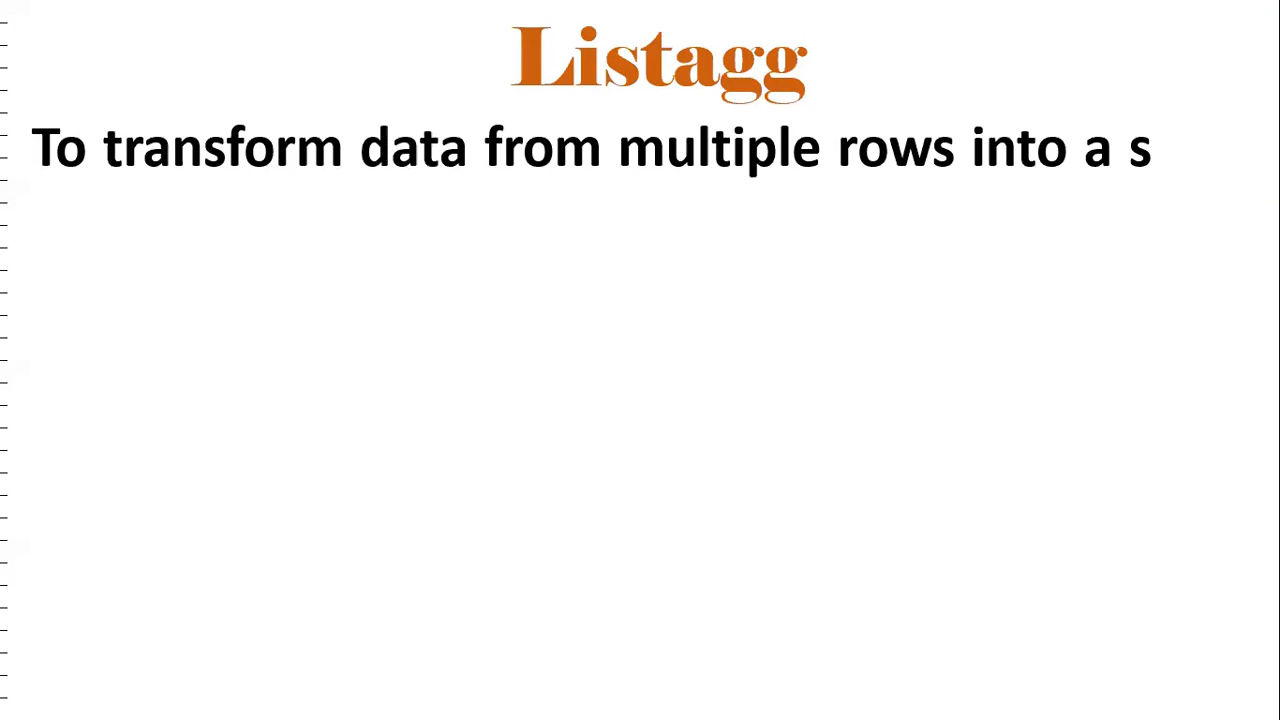 Listagg
To transform data from multiple rows into a s